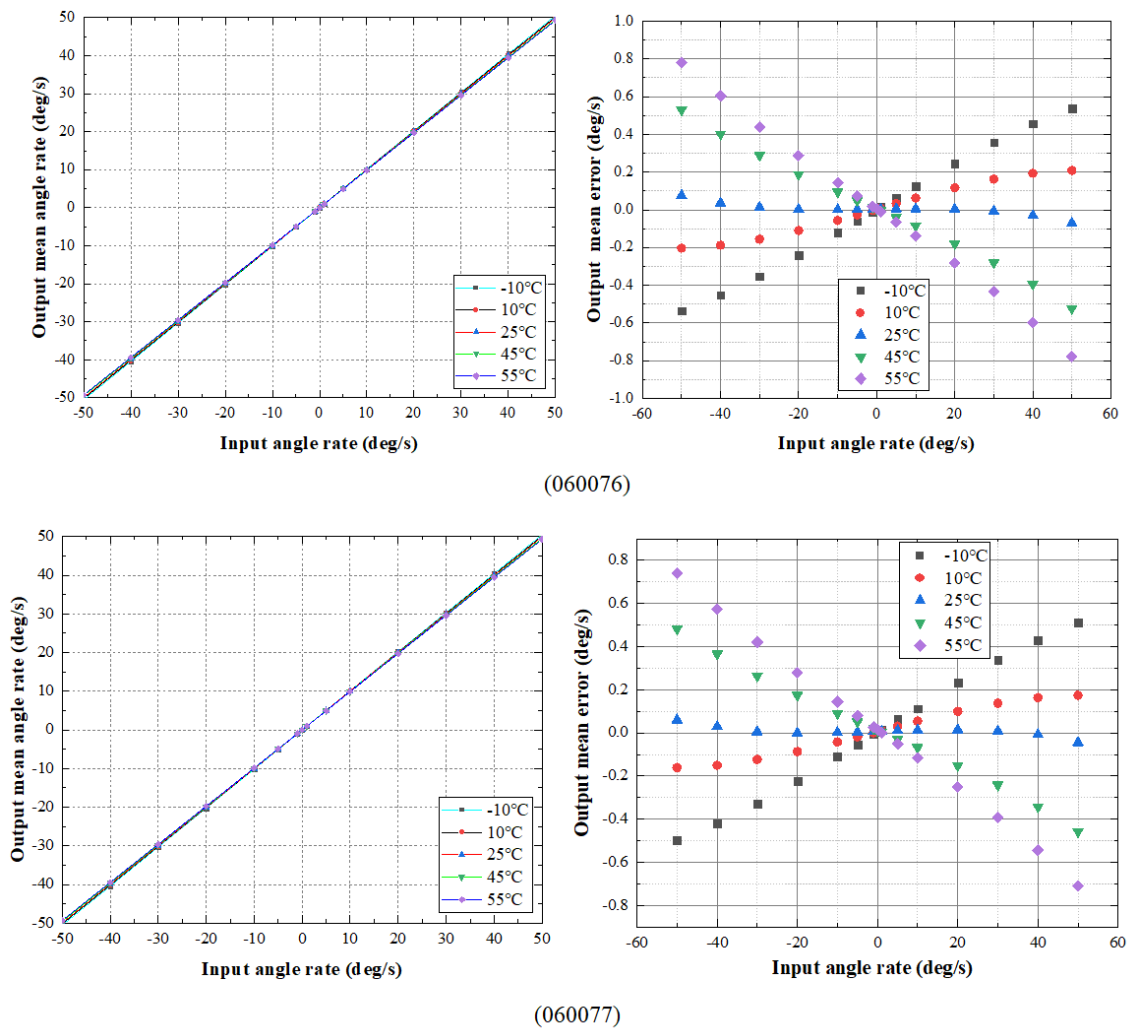 Output mean angle rate (deg/s)
50
40
30
20
10
0
-10
-20
-30
-40
-50
-50 -40 -30 -20 -10 0 10 20 30 40 50
Input angle rate (deg/s)
-10°C
10°C
25°C
45°C
55°C
Output mean error (deg/s)
1.0
0.8
0.6
0.4
0.2
0.0
-0.2
-0.4
-0.6
-0.8
-1.0
-60 -40 -20 0 20 40 60
Input angle rate (deg/s)
-10°C
10°C
25°C
45°C
55°C
(060076)
Output mean angle rate (deg/s)
50
40
30
20
10
0
-10
-20
-30
-40
-50
-50 -40 -30 -20 -10 0 10 20 30 40 50
Input angle rate (deg/s)
-10°C
10°C
25°C
45°C
55°C
Output mean error (deg/s)
0.8
0.6
0.4
0.2
0.0
-0.2
-0.4
-0.6
-0.8
-60 -40 -20 0 20 40 60
Input angle rate (deg/s)
-10°C
10°C
25°C
45°C
55°C
(060077)